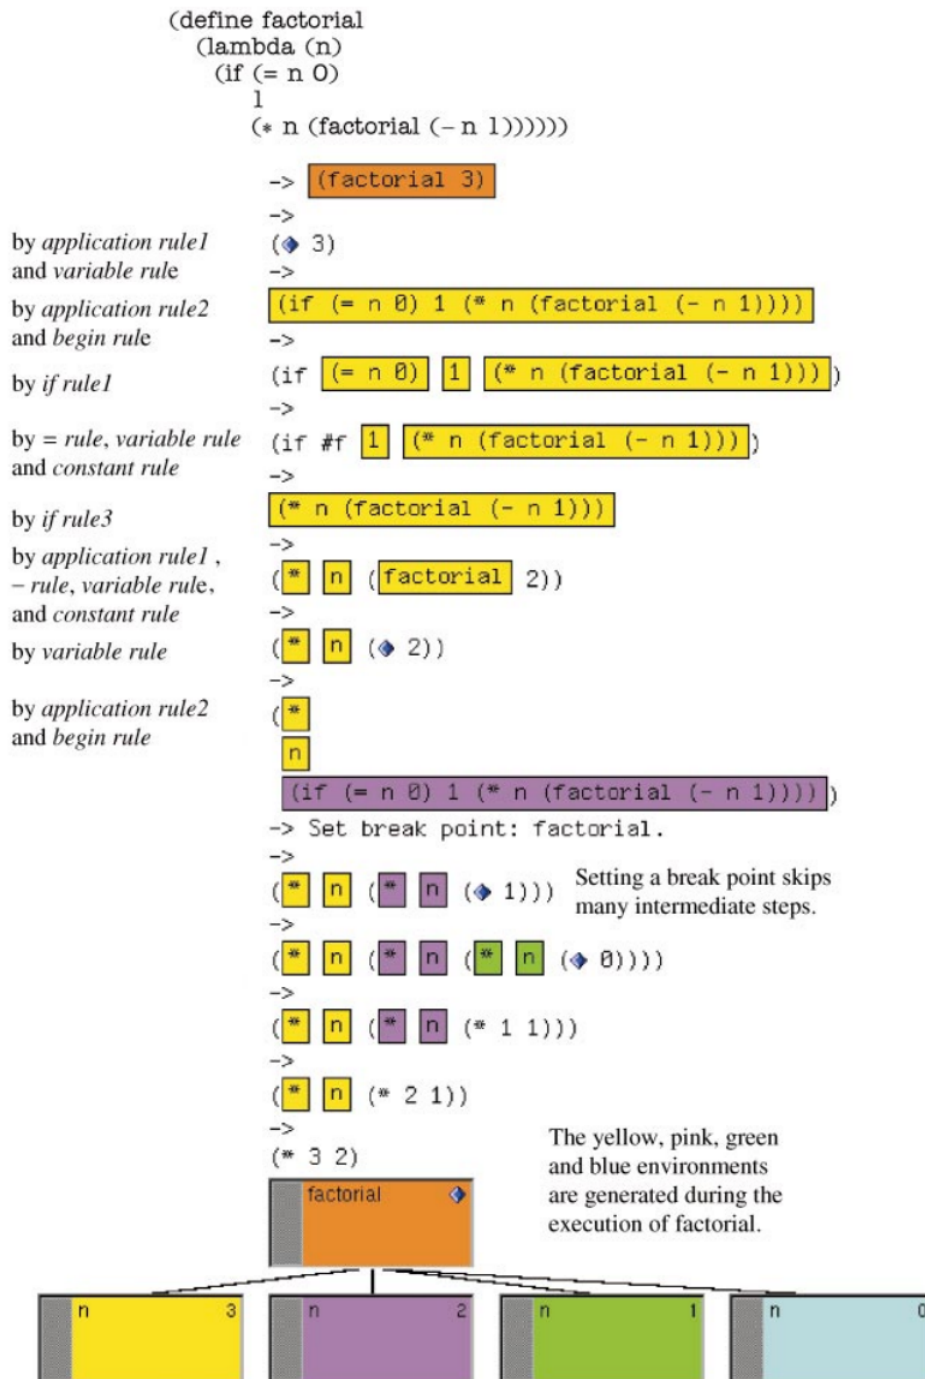 (define factorial
(lambda (n)
(if (= n 0)
1
(* n (factorial (– n 1))))))
-> (factorial 3)
->
by application rule1
and variable rule
(3)
->
by application rule2
and begin rule
(if (= n 0) 1 (* n (factorial (- n 1))))
->
by if rule1
(if (= n 0) 1 (* n (factorial (- n 1))))
->
by = rule, variable rule
and constant rule
(if #f 1 (* n (factorial (- n 1))))
->
by if rule3
(* n (factorial (- n 1)))
->
by application rule1 ,
– rule, variable rule,
and constant rule
(* n (factorial 2))
->
by variable rule
(* n ( 2))
->
by application rule2
and begin rule
(*
n
(if (= n 0) 1 (* n (factorial (- n 1)))))
-> Set break point: factorial.
->
(* n (* n ( 1)))
Setting a break point skips
many intermediate steps.
->
(* n (* n (* n ( 0))))
->
(* n (* n (* 1 1)))
->
(* n (* 2 1))
->
(* 3 2)
The yellow, pink, green
and blue environments
are generated during the
execution of factorial.
factorial
n 3
n 2
n 1
n 0